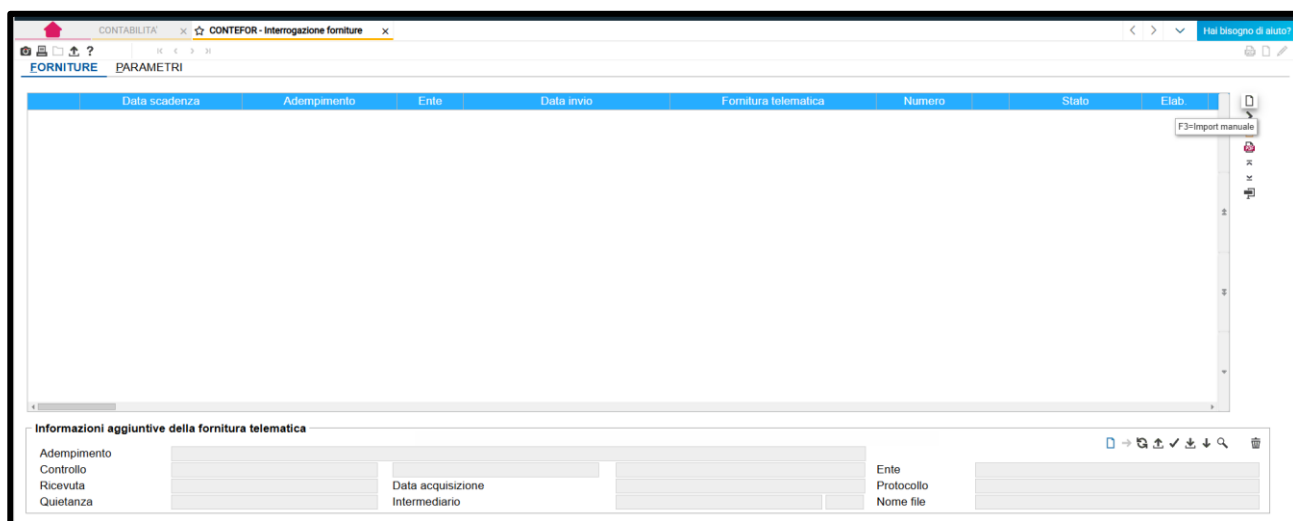 CONTABILITA' x ☆ CONTEFOR - Interrogazione forniture x Hai bisogno di aiuto?
?
FORNITURE PARAMETRI
Data scadenza Adempimento Ente Data invio Fornitura telematica Numero Stato Elab.
F3=Import manuale
Informazioni aggiuntive della fornitura telematica
Adempimento
Controllo Ente
Ricevuta Data acquisizione Protocollo
Quietanza Intermediario Nome file